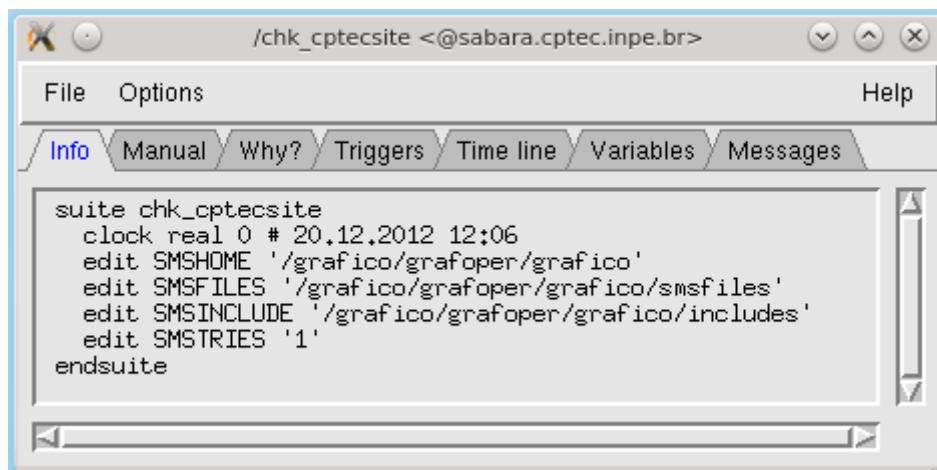 /chk_cptecsite <@sabara.cptec.inpe.br>
File Options Help
Info Manual Why? Triggers Time line Variables Messages
suite chk_cptecsite
clock real 0 # 20.12.2012 12:06
edit SMSHOME '/grafico/grafoper/grafico'
edit SMSFILES '/grafico/grafoper/grafico/smsfiles'
edit SMSINCLUDE '/grafico/grafoper/grafico/includes'
edit SMSTRIES '1'
endsuite